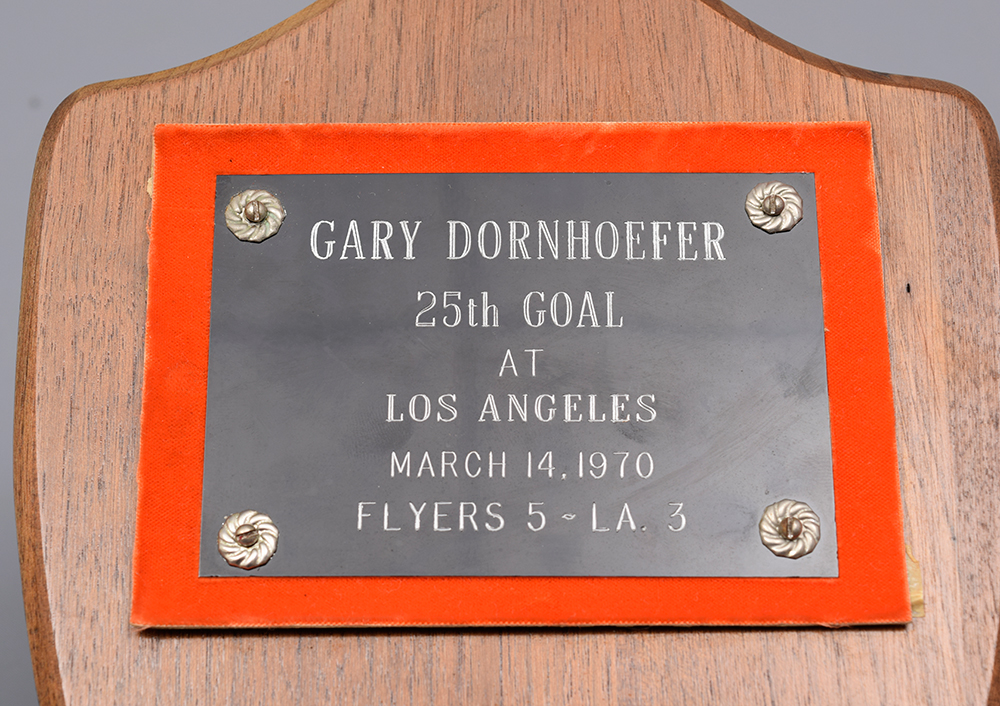 GARY DORNHOEFER
25th GOAL
AT
LOS ANGELES
MARCH 14, 1970
FLYERS 5 ~ LA. 3